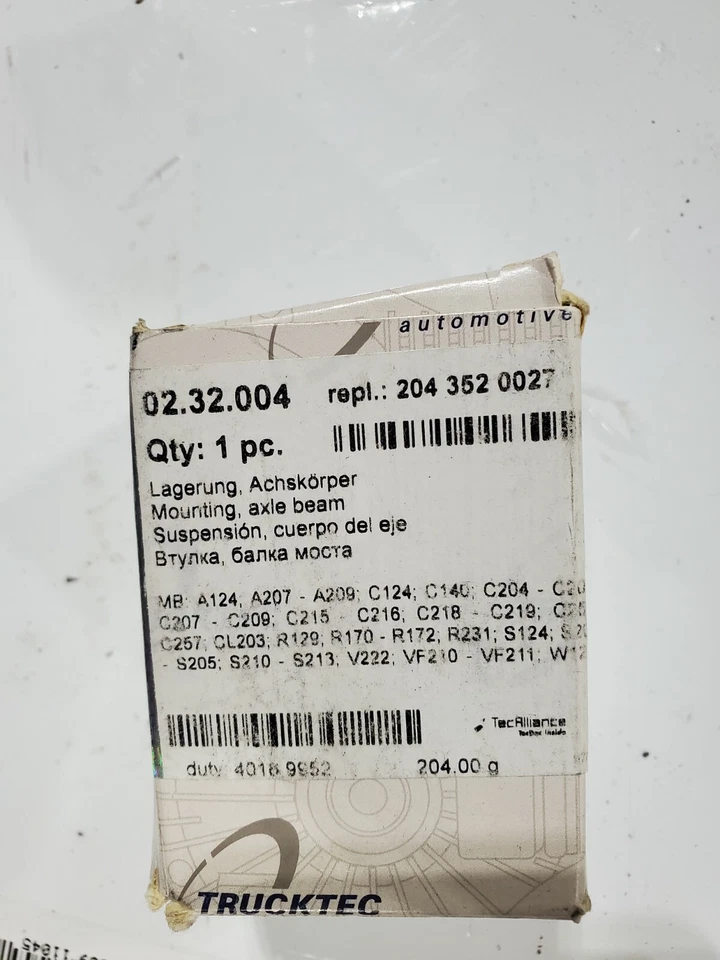 automotive
02.32.004 repl.: 204 352 0027
Qty: 1 pc.
Lagerung, Achskörper
Mounting, axle beam
Suspensión, cuerpo del eje
Втулка, балка моста
MB: A124, A207 - A209; C124; C140; C204 -
C207 - C209; C215 - C216; C218 - C219;
C257; CL203; R129; R170 - R172; R231; S124;
- S205; S210 - S213; V222; VF210 - VF211;
TecAlliance
duty 4016.9952 204.00 g
TRUCKTEC